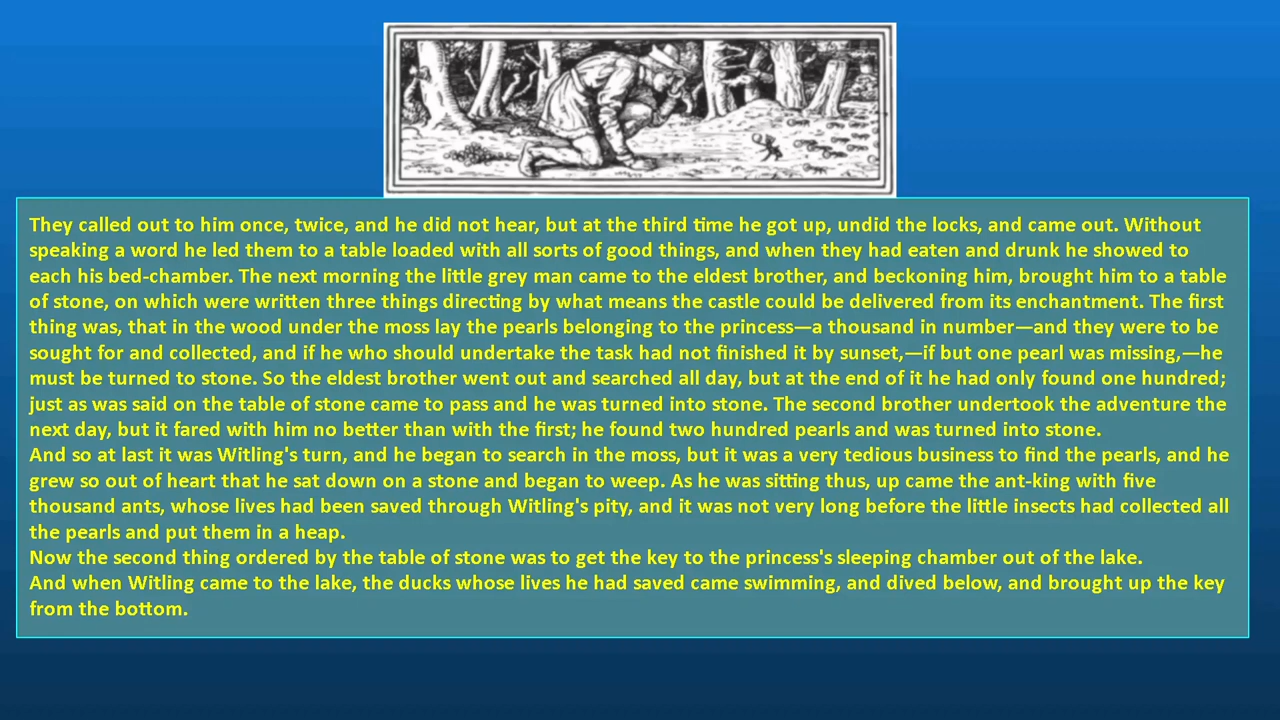 They called out to him once, twice, and he did not hear, but at the third time he got up, undid the locks, and came out. Without
speaking a word he led them to a table loaded with all sorts of good things, and when they had eaten and drunk he showed to
each his bed-chamber. The next morning the little grey man came to the eldest brother, and beckoning him, brought him to a table
of stone, on which were written three things directing by what means the castle could be delivered from its enchantment. The first
thing was, that in the wood under the moss lay the pearls belonging to the princess—a thousand in number—and they were to be
sought for and collected, and if he who should undertake the task had not finished it by sunset,—if but one pearl was missing,—he
must be turned to stone. So the eldest brother went out and searched all day, but at the end of it he had only found one hundred;
just as was said on the table of stone came to pass and he was turned into stone. The second brother undertook the adventure the
next day, but it fared with him no better than with the first; he found two hundred pearls and was turned into stone.
And so at last it was Witling's turn, and he began to search in the moss, but it was a very tedious business to find the pearls, and he
grew so out of heart that he sat down on a stone and began to weep. As he was sitting thus, up came the ant-king with five
thousand ants, whose lives had been saved through Witling's pity, and it was not very long before the little insects had collected all
the pearls and put them in a heap.
Now the second thing ordered by the table of stone was to get the key to the princess's sleeping chamber out of the lake.
And when Witling came to the lake, the ducks whose lives he had saved came swimming, and dived below, and brought up the key
from the bottom.